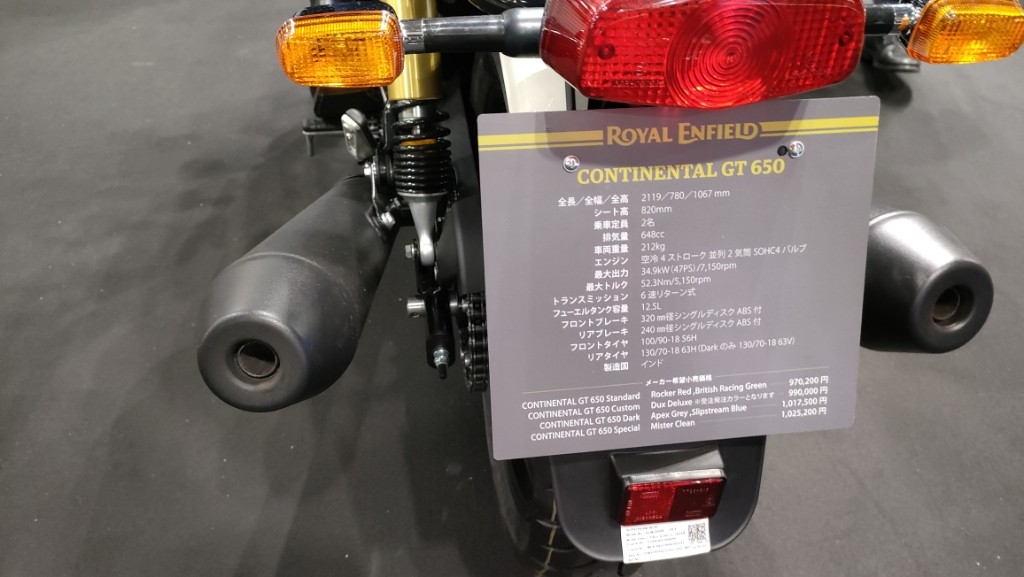 ROYAL ENFIELD
CONTINENTAL GT 650
全長／全幅／全高 2119／780／1067 mm
シート高 820mm
乗車定員 2名
排気量 648cc
車両重量 212kg
エンジン 空冷 4 ストローク 並列 2 気筒 SOHC4 バルブ
最大出力 34.9kW (47PS) /7,150rpm
最大トルク 52.3Nm/5,150rpm
トランスミッション 6 速リターン式
フューエルタンク容量 12.5L
フロントブレーキ 320 ㎜径シングルディスク ABS 付
リアブレーキ 240 ㎜径シングルディスク ABS 付
フロントタイヤ 100/90-18 56H
リアタイヤ 130/70-18 63H (Dark のみ 130/70-18 63V)
製造国 インド
メーカー希望小売価格
CONTINENTAL GT 650 Standard Rocker Red ,British Racing Green 970,200 円
CONTINENTAL GT 650 Custom Dux Deluxe ※受注発注カラーとなります 990,000 円
CONTINENTAL GT 650 Dark Apex Grey ,Slipstream Blue 1,017,500 円
CONTINENTAL GT 650 Special Mister Clean 1,025,200 円